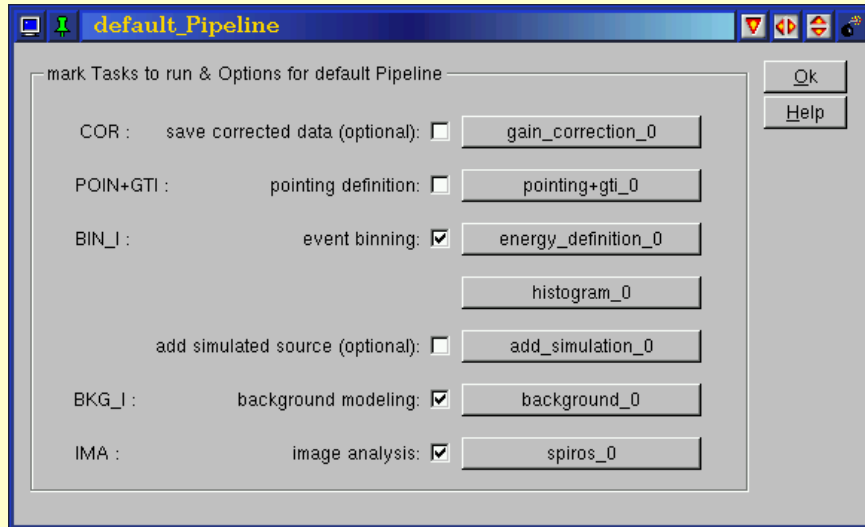 default_Pipeline
mark Tasks to run & Options for default Pipeline
Ok
Help
COR : save corrected data (optional): gain_correction_0
POIN+GTI : pointing definition: pointing+gti_0
BIN_I : event binning: energy_definition_0
histogram_0
add simulated source (optional): add_simulation_0
BKG_I : background modeling: background_0
IMA : image analysis: spiros_0